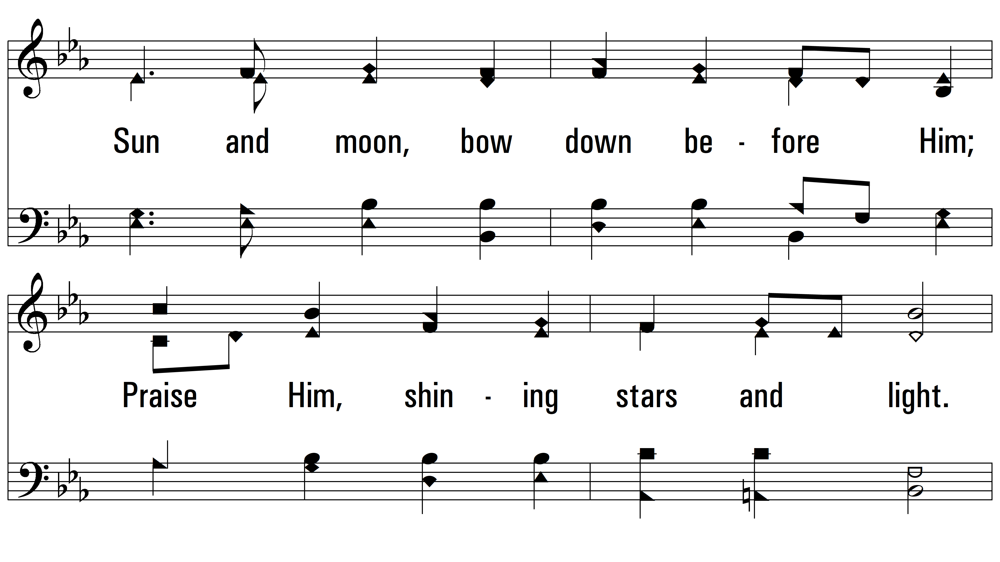 Sun and moon, bow down be - fore Him;
Praise Him, shin - ing stars and light.